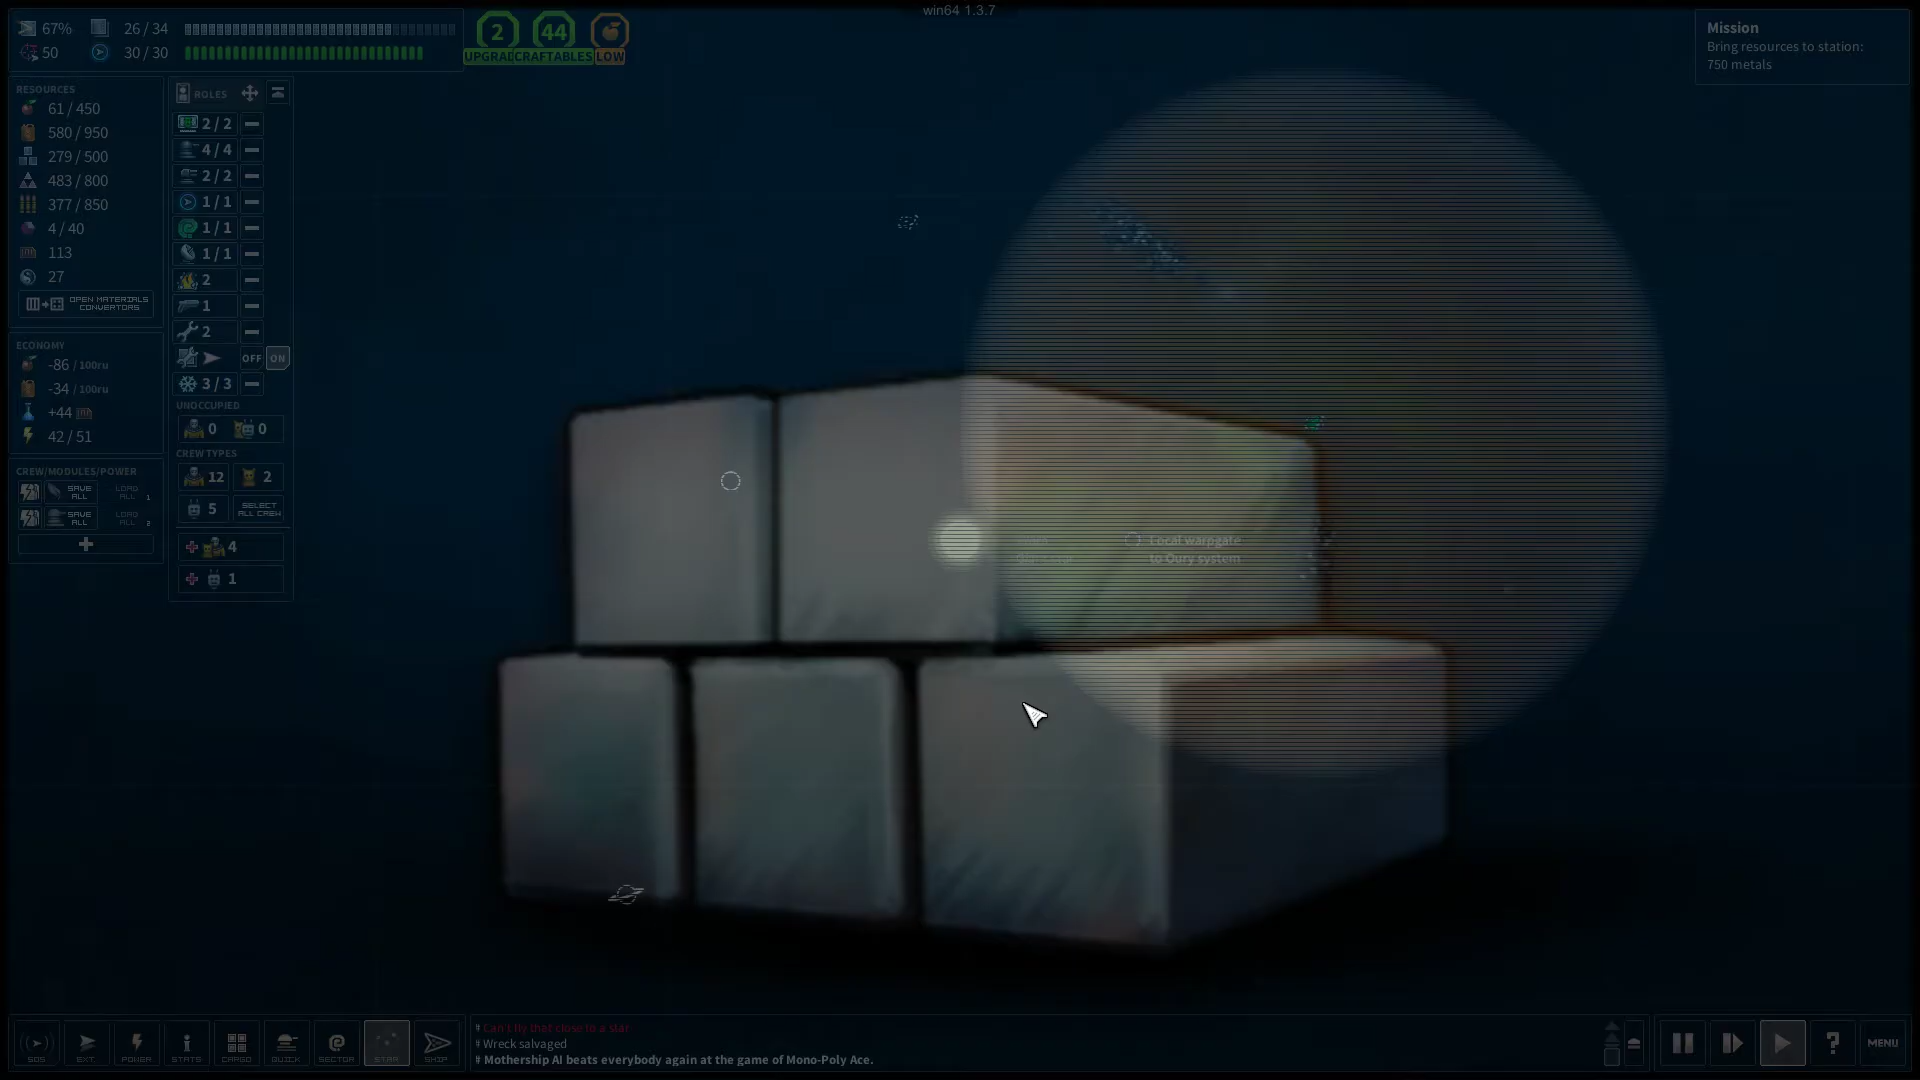 win64 1.3.7
67% 26 / 34
50 30 / 30
2 44
UPGRAD CRAFTABLES LOW
Mission
Bring resources to station:
750 metals
RESOURCES
61 / 450
580 / 950
279 / 500
483 / 800
377 / 850
4 / 40
113
27
OPEN MATERIALS
CONVERTORS
ECONOMY
-86 / 100ru
-34 / 100ru
+44
42 / 51
CREW/MODULES/POWER
SAVE ALL LOAD ALL 1
SAVE ALL LOAD ALL 2
+
ROLES
2 / 2
4 / 4
2 / 2
1 / 1
1 / 1
1 / 1
2
1
2
OFF ON
3 / 3
UNOCCUPIED
0 0
CREW TYPES
12 2
5 SELECT ALL CREW
4
1
Local warpgate
to Oury system
Can't fly that close to a star
Wreck salvaged
Mothership AI beats everybody again at the game of Mono-Poly Ace.
SOS EXT. POWER STATS CARGO QUICK SECTOR STAR SHIP
? MENU